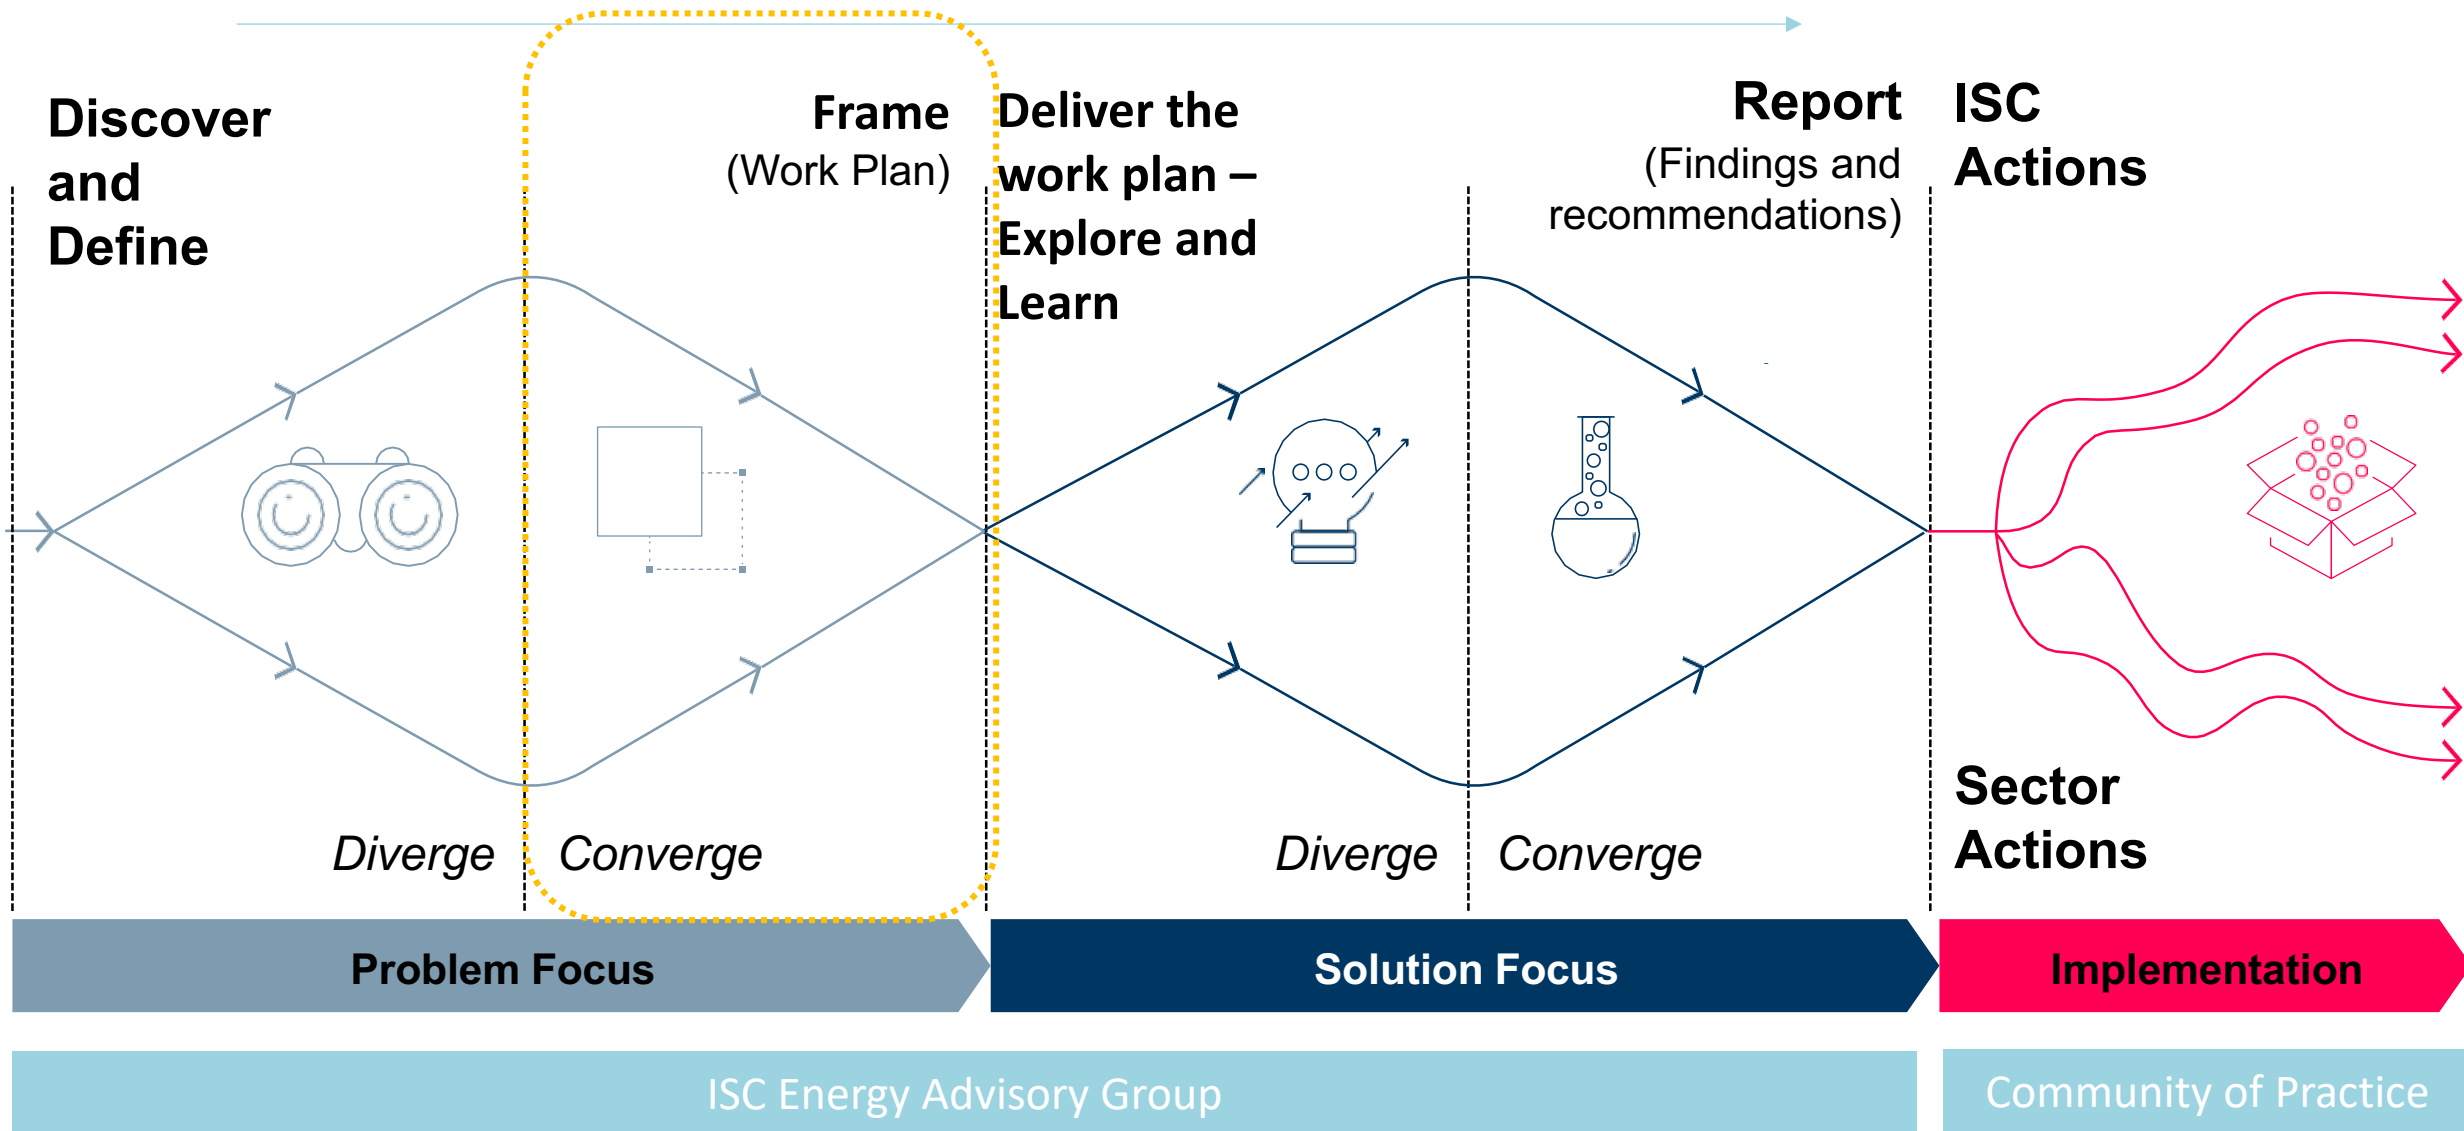 Discover
and
Define
Frame
(Work Plan)
Deliver the
work plan –
Explore and
Learn
Report
(Findings and
recommendations)
ISC
Actions
Sector
Actions
Diverge
Converge
Diverge
Converge
Problem Focus
Solution Focus
Implementation
ISC Energy Advisory Group
Community of Practice